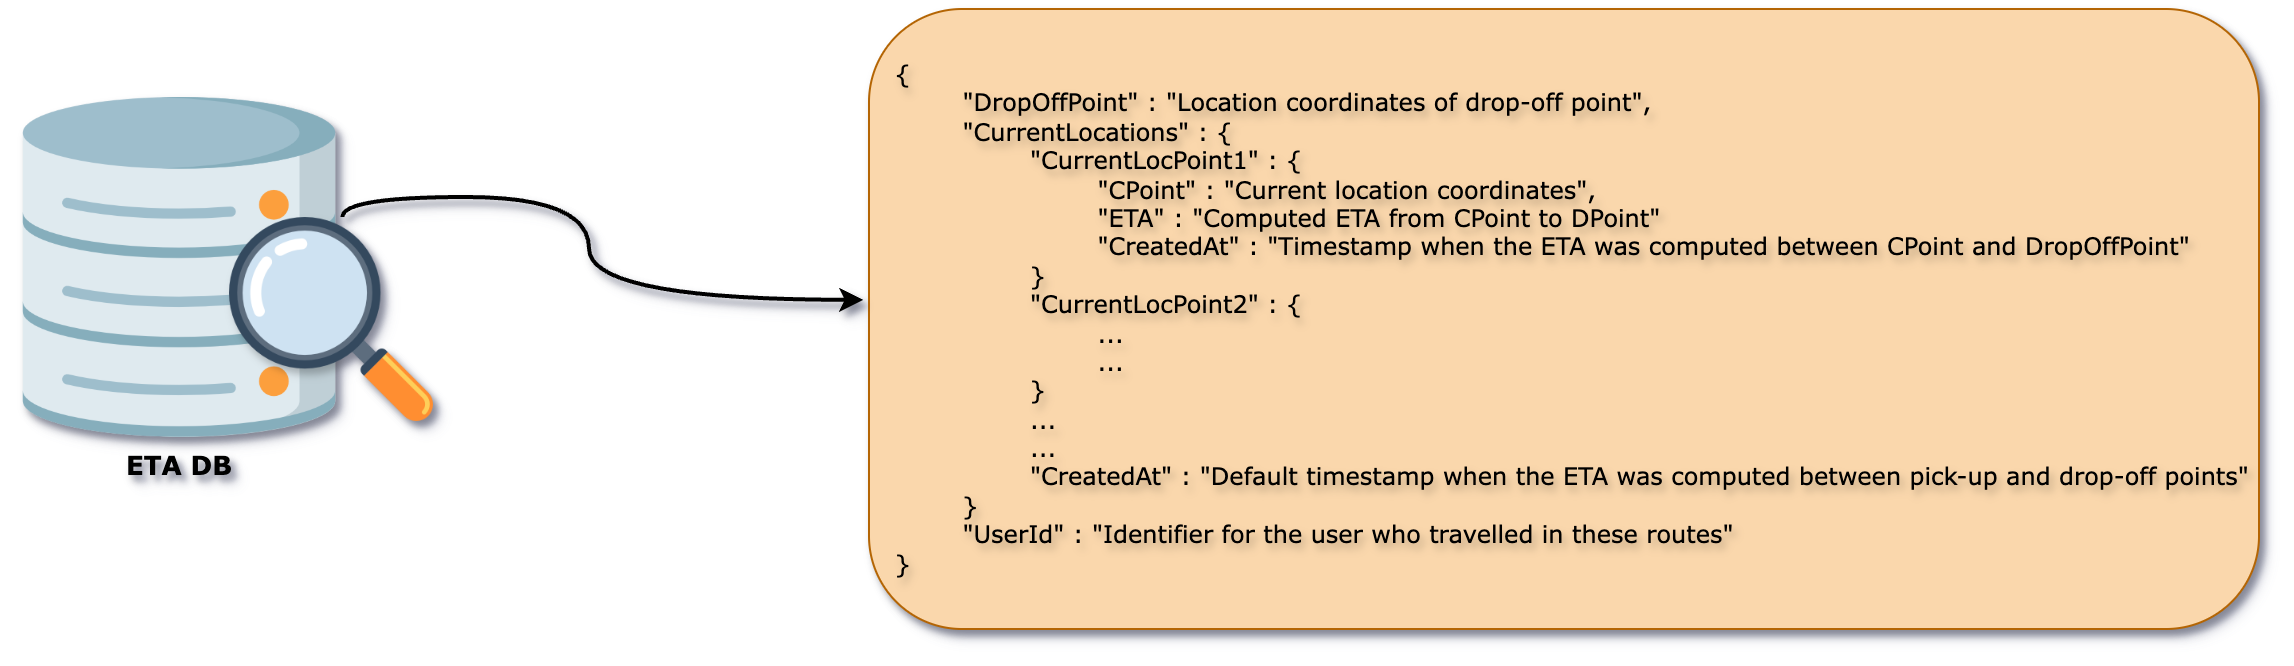 ETA DB
{
"DropOffPoint" : "Location coordinates of drop-off point",
"CurrentLocations" : {
"CurrentLocPoint1" : {
"CPoint" : "Current location coordinates",
"ETA" : "Computed ETA from CPoint to DPoint"
"CreatedAt" : "Timestamp when the ETA was computed between CPoint and DropOffPoint"
}
"CurrentLocPoint2" : {
...
...
}
...
...
"CreatedAt" : "Default timestamp when the ETA was computed between pick-up and drop-off points"
}
"UserId" : "Identifier for the user who travelled in these routes"
}